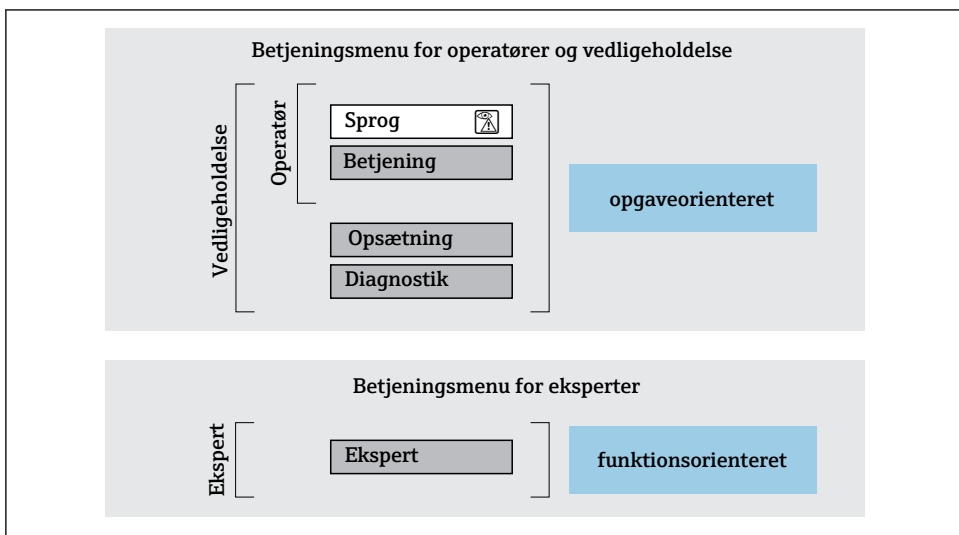 Betjeningsmenu for operatører og vedligeholdelse
Vedligeholdelse
Operatør
Sprog
Betjening
Opsætning
Diagnostik
opgaveorienteret
Betjeningsmenu for eksperter
Ekspert
Ekspert
funktionsorienteret